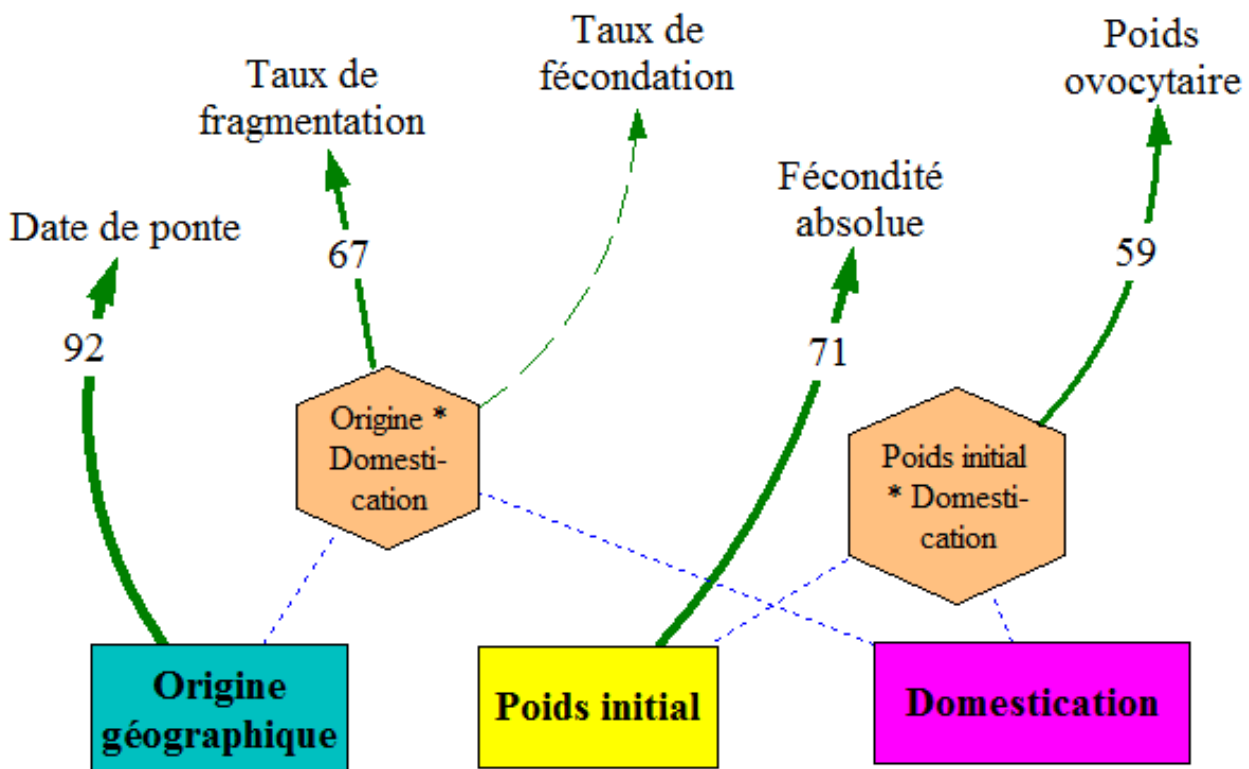 Taux de
fécondation
Poids
ovocytaire
Taux de
fragmentation
Fécondité
absolue
Date de ponte
67
59
92
71
Origine *
Domesti-
cation
Poids initial
* Domesti-
cation
Origine
géographique
Poids initial
Domestication